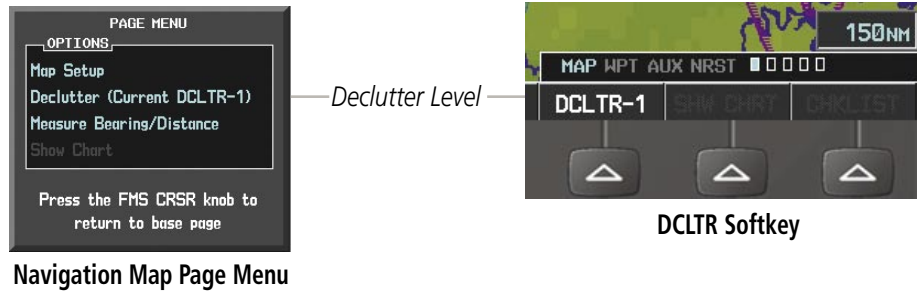 PAGE MENU
OPTIONS
Map Setup
Declutter (Current DCLTR-1)
Measure Bearing/Distance
Show Chart
Press the FMS CRSR knob to
return to base page
Navigation Map Page Menu
Declutter Level
150NM
MAP WPT AUX NRST
DCLTR-1 SHW CHRT CHKLIST
DCLTR Softkey